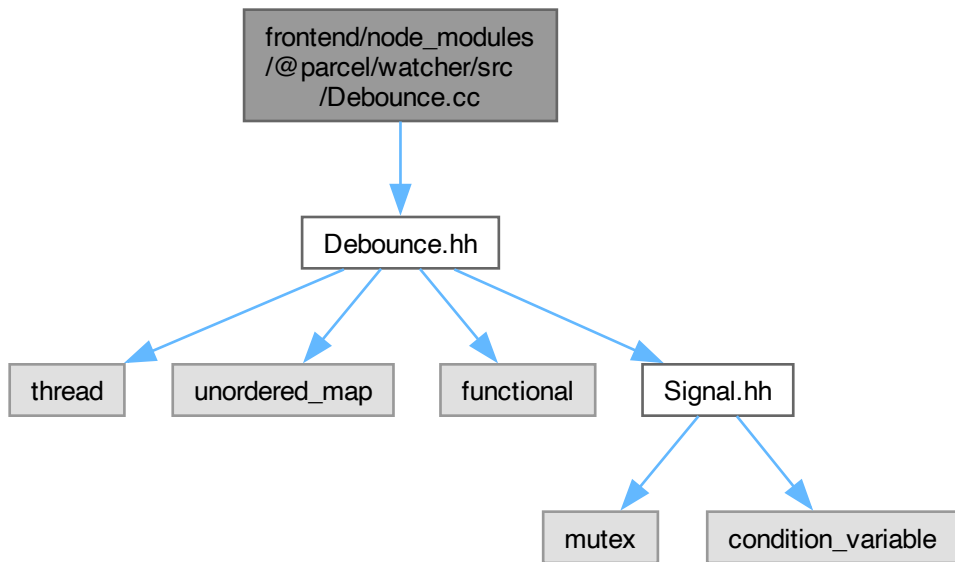 frontend/node_modules
/@parcel/watcher/src
/Debounce.cc
Debounce.hh
thread
unordered_map
functional
Signal.hh
mutex
condition_variable